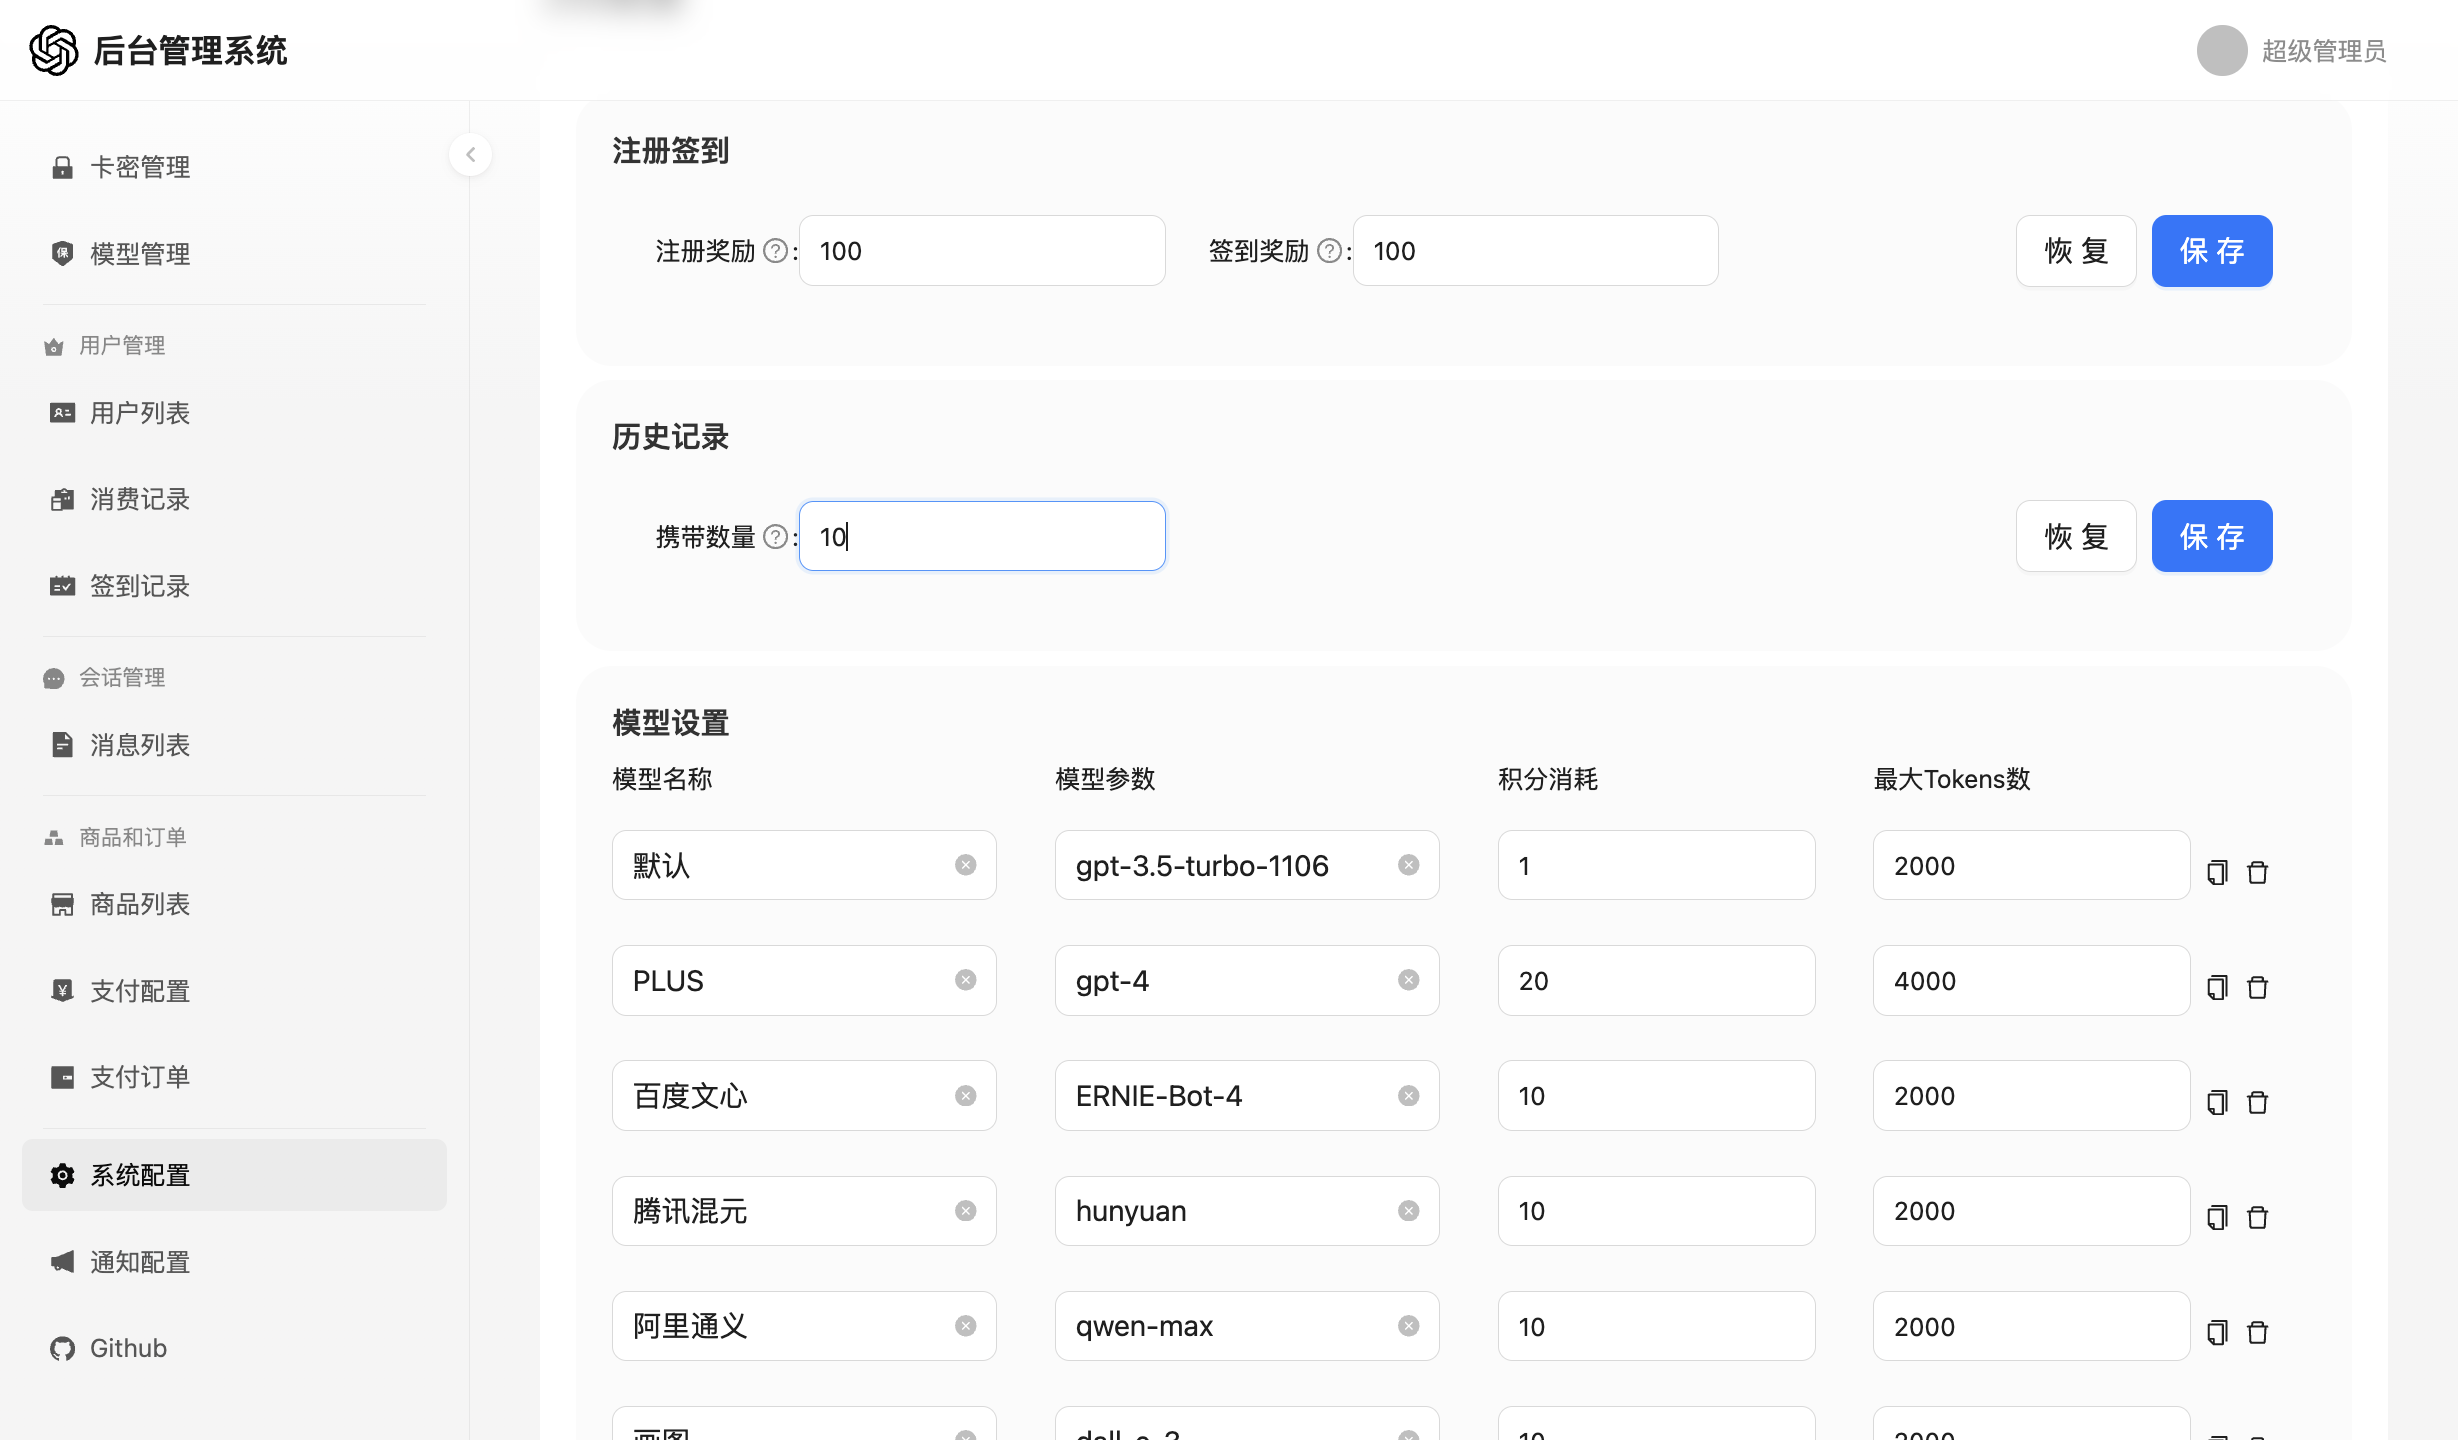 后台管理系统
超级管理员
卡密管理
模型管理
用户管理
用户列表
消费记录
签到记录
会话管理
消息列表
商品和订单
商品列表
支付配置
支付订单
系统配置
通知配置
Github
注册签到
注册奖励 ? : 100 签到奖励 ? : 100 恢 复 保 存
历史记录
携带数量 ? : 10 恢 复 保 存
模型设置
模型名称 模型参数 积分消耗 最大Tokens数
默认 gpt-3.5-turbo-1106 1 2000
PLUS gpt-4 20 4000
百度文心 ERNIE-Bot-4 10 2000
腾讯混元 hunyuan 10 2000
阿里通义 qwen-max 10 2000
画图 dall-e-3 10 2000